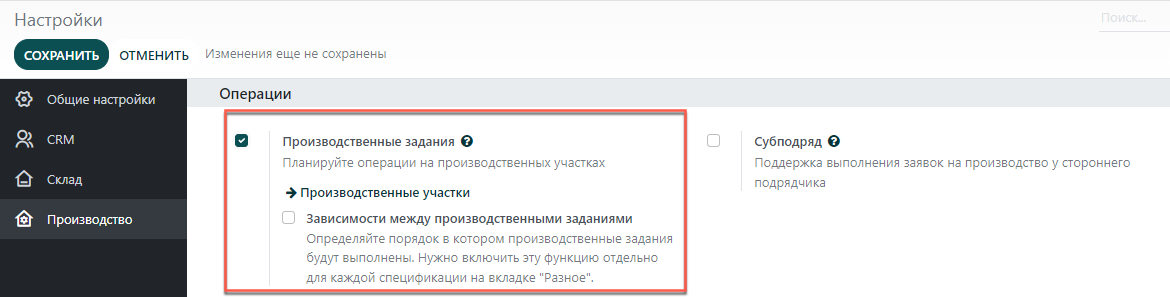 Настройки
Поиск...
СОХРАНИТЬ ОТМЕНИТЬ Изменения еще не сохранены
Общие настройки
CRM
Склад
Производство
Операции
Производственные задания ?
Планируйте операции на производственных участках
→ Производственные участки
Зависимости между производственными заданиями
Определяйте порядок в котором производственные задания
будут выполнены. Нужно включить эту функцию отдельно
для каждой спецификации на вкладке "Разное".
Субподряд ?
Поддержка выполнения заявок на производство у стороннего
подрядчика